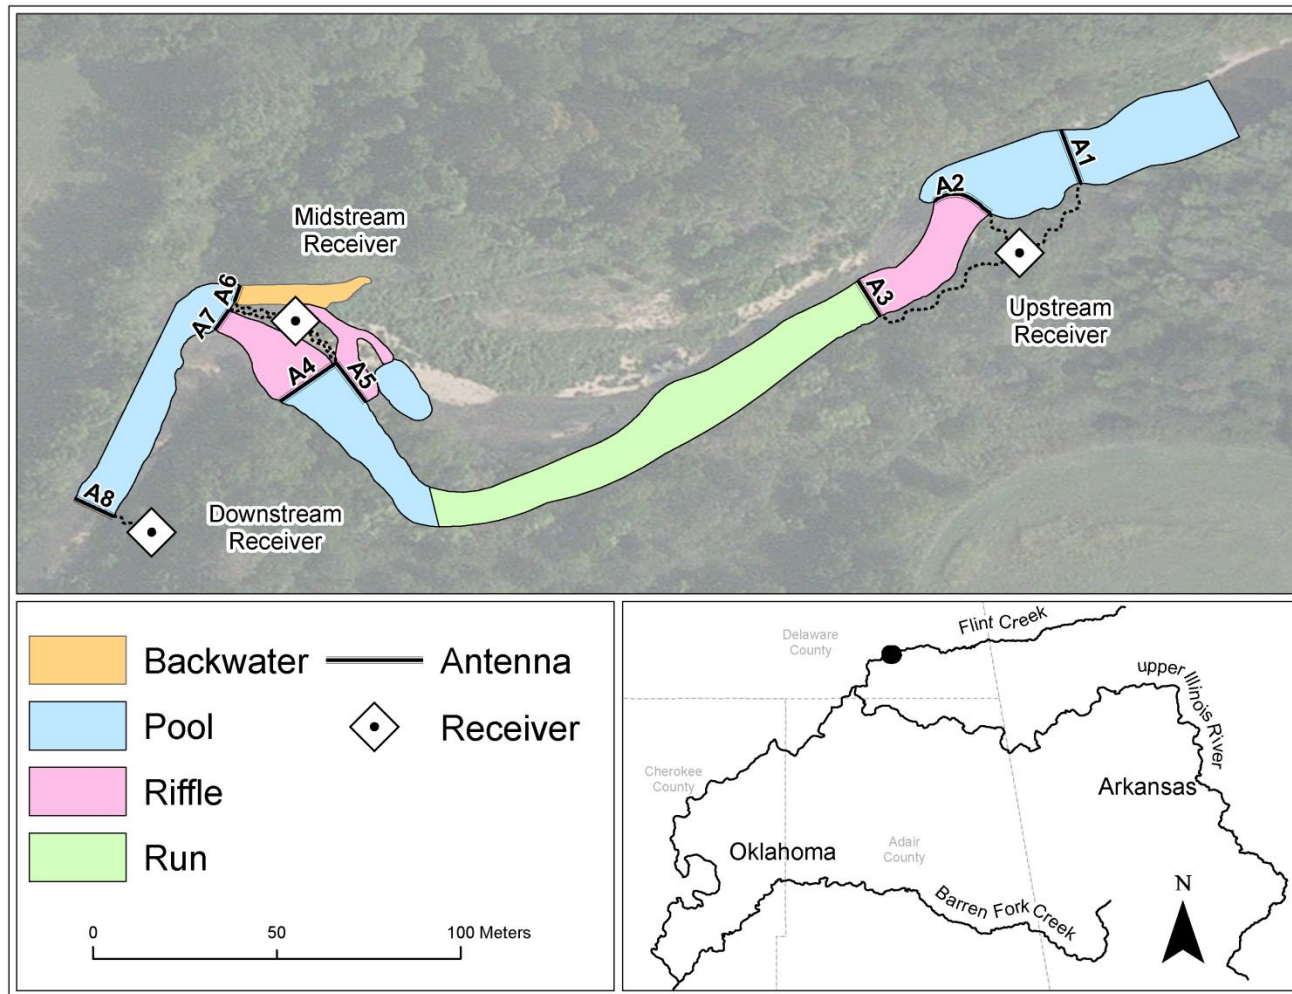 A1
A2
A3
Upstream
Receiver
Midstream
Receiver
A6
A7
A4
A5
A8
Downstream
Receiver
Backwater
Antenna
Pool
Receiver
Riffle
Run
0
50
100 Meters
Delaware
County
Flint Creek
upper Illinois River
Cherokee
County
Arkansas
Oklahoma
Adair
County
Barren Fork Creek
N